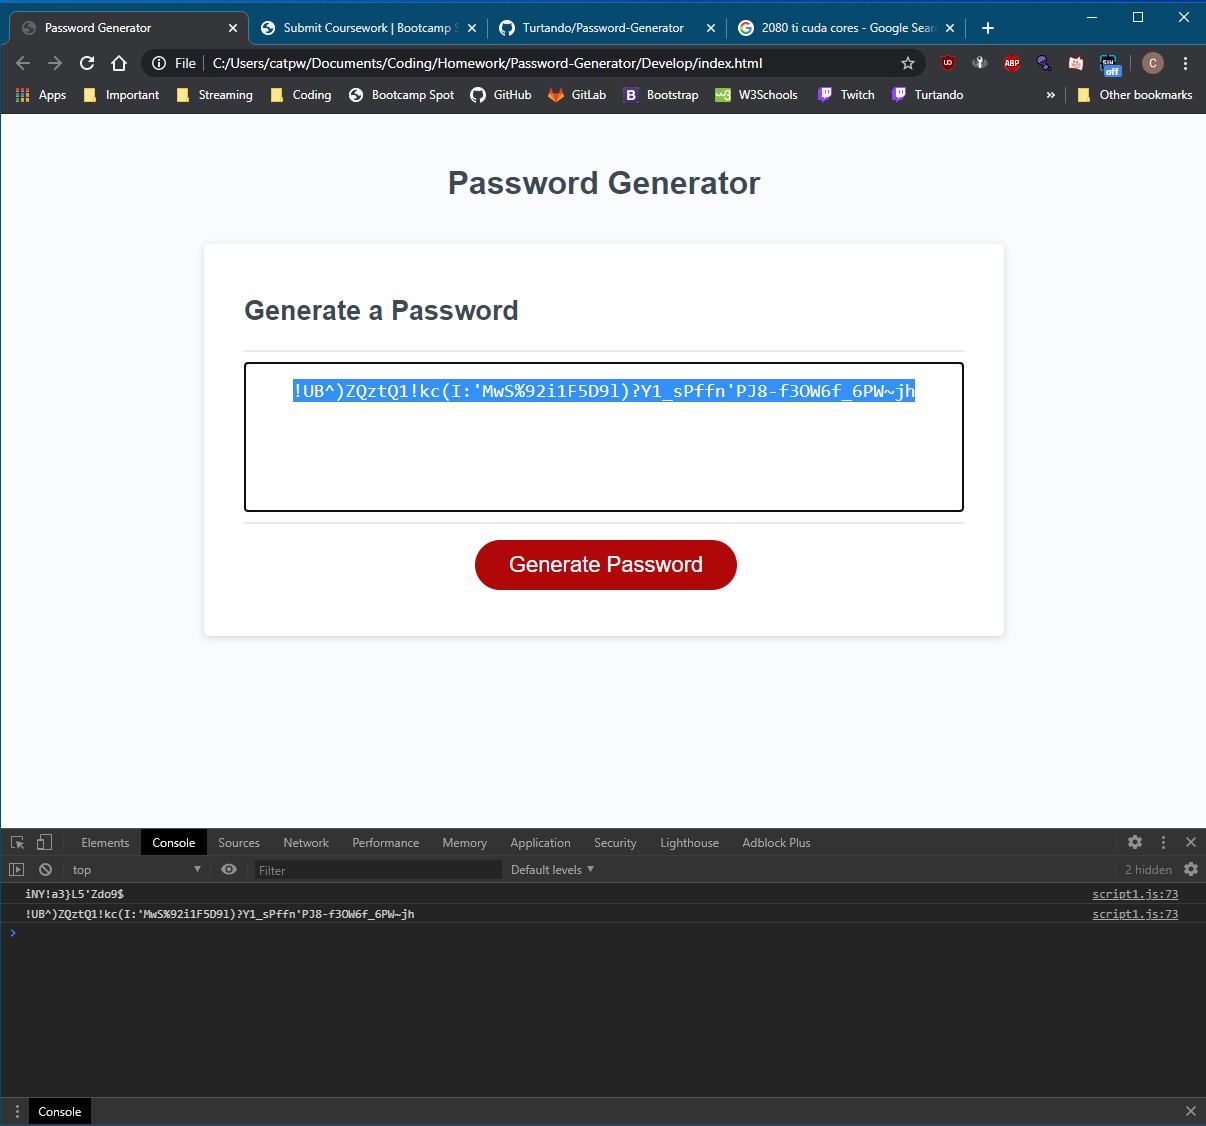 Password Generator
Submit Coursework | Bootcamp
Turtando/Password-Generator
2080 ti cuda cores - Google Sear
File C:/Users/catpw/Documents/Coding/Homework/Password-Generator/Develop/index.html
ABP
off
C
Apps Important Streaming Coding Bootcamp Spot GitHub GitLab B Bootstrap W3Schools Twitch Turtando » Other bookmarks
Password Generator
Generate a Password
!UB^)ZQztQ1!kc(I:'MwS%92i1F5D9l)?Y1_sPffn'PJ8-f3OW6f_6PW~jh
Generate Password
Elements Console Sources Network Performance Memory Application Security Lighthouse Adblock Plus
top Filter Default levels 2 hidden
iNY!a3}L5'Zdo9$ script1.js:73
!UB^)ZQztQ1!kc(I:'MwS%92i1F5D9l)?Y1_sPffn'PJ8-f3OW6f_6PW~jh script1.js:73
Console